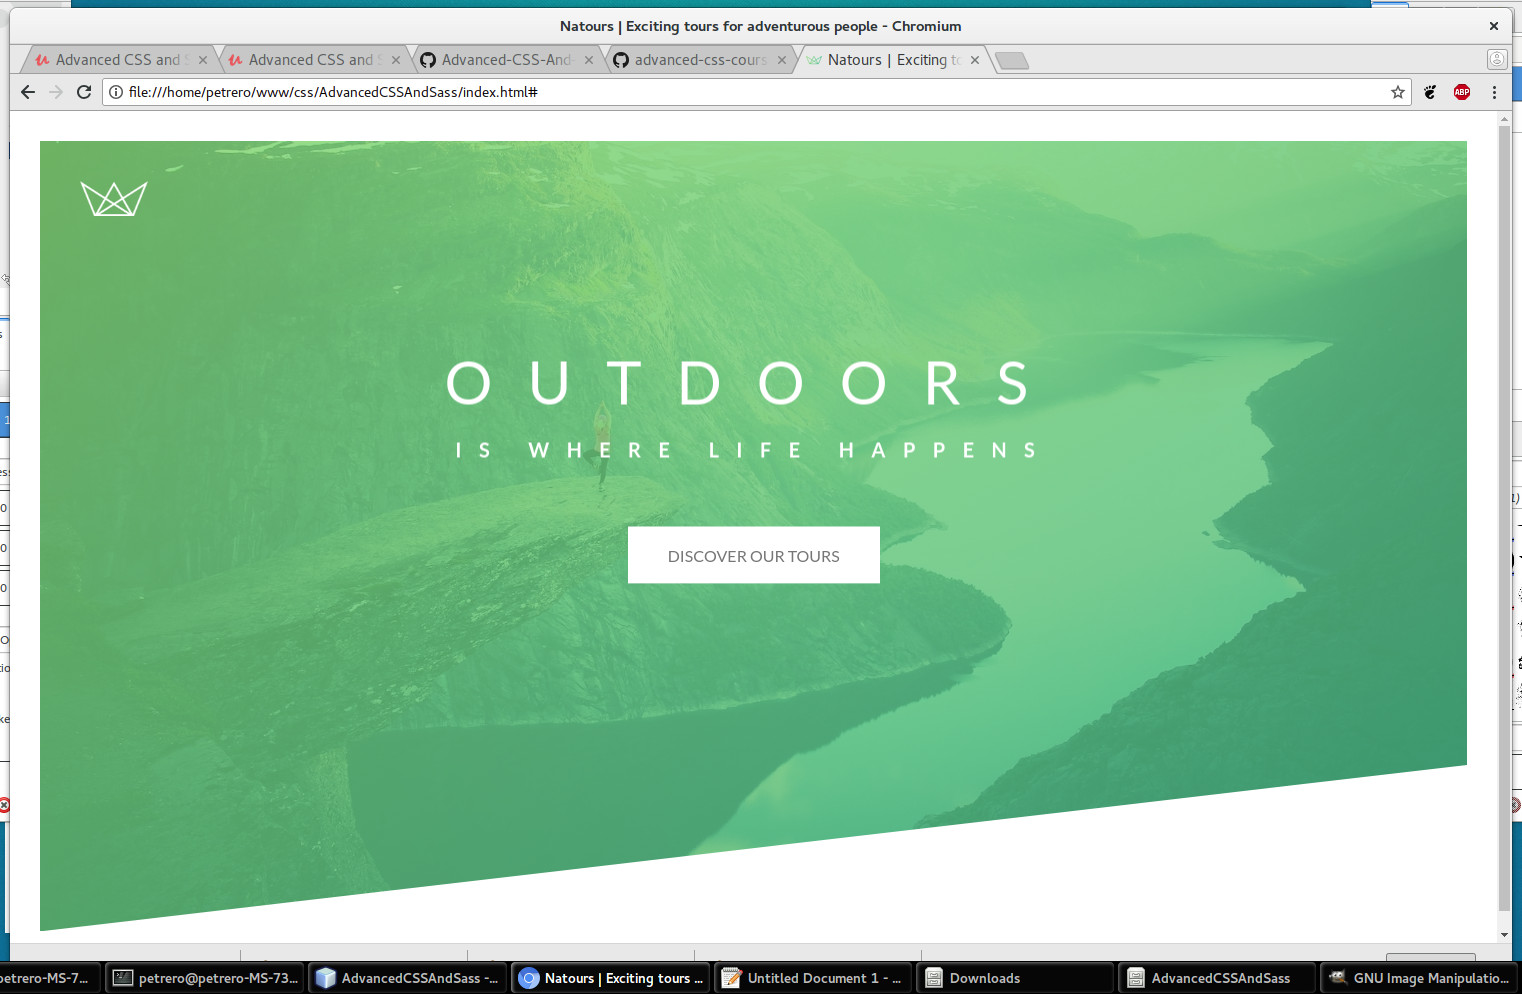 Natours | Exciting tours for adventurous people - Chromium
Advanced CSS and S
Advanced CSS and S
Advanced-CSS-And-
advanced-css-cours
Natours | Exciting to
file:///home/petrero/www/css/AdvancedCSSAndSass/index.html#
ABP
OUTDOORS
IS WHERE LIFE HAPPENS
DISCOVER OUR TOURS
petrero-MS-7...
petrero@petrero-MS-73...
AdvancedCSSAndSass -...
Natours | Exciting tours ...
Untitled Document 1 - ...
Downloads
AdvancedCSSAndSass
GNU Image Manipulatio...